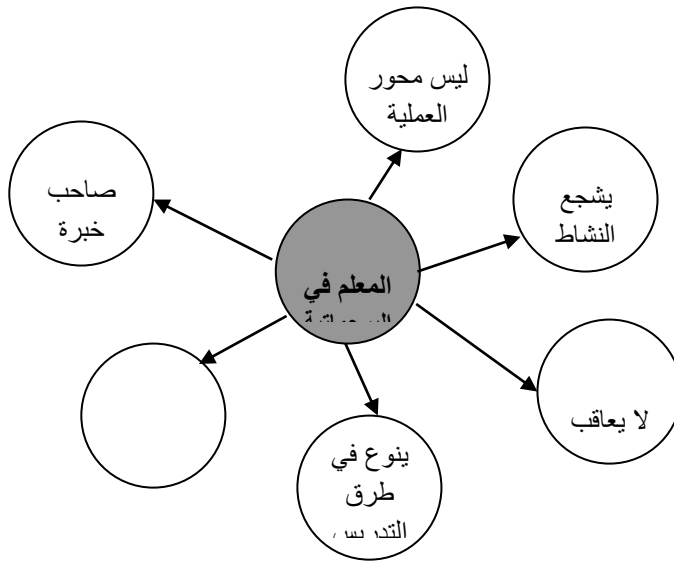 ليس محور
العملية
يشجع
النشاط
صاحب
خبرة
المعلم في
لا يعاقب
ينوع في
طرق
التدريس